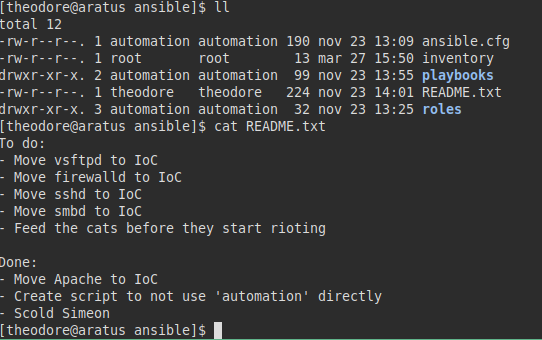 [theodore@aratus ansible]$ ll
total 12
-rw-r--r--. 1 automation automation 190 nov 23 13:09 ansible.cfg
-rw-r--r--. 1 root       root        13 mar 27 15:50 inventory
drwxr-xr-x. 2 automation automation  99 nov 23 13:55 playbooks
-rw-r--r--. 1 theodore   theodore   224 nov 23 14:01 README.txt
drwxr-xr-x. 3 automation automation  32 nov 23 13:25 roles
[theodore@aratus ansible]$ cat README.txt
To do:
- Move vsftpd to IoC
- Move firewalld to IoC
- Move sshd to IoC
- Move smbd to IoC
- Feed the cats before they start rioting

Done:
- Move Apache to IoC
- Create script to not use 'automation' directly
- Scold Simeon
[theodore@aratus ansible]$